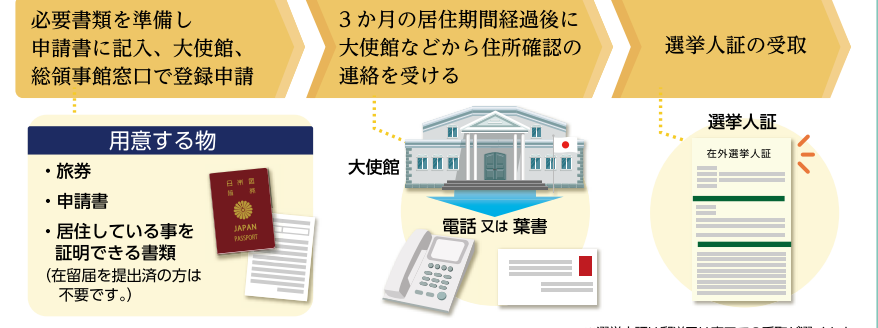 必要書類を準備し
申請書に記入、大使館、
総領事館窓口で登録申請
3か月の居住期間経過後に
大使館などから住所確認の
連絡を受ける
選挙人証の受取
用意する物
・旅券
・申請書
・居住している事を
証明できる書類
(在留届を提出済の方は
不要です。)
日本国
旅券
JAPAN
PASSPORT
大使館
電話 又は 葉書
選挙人証
在外選挙人証